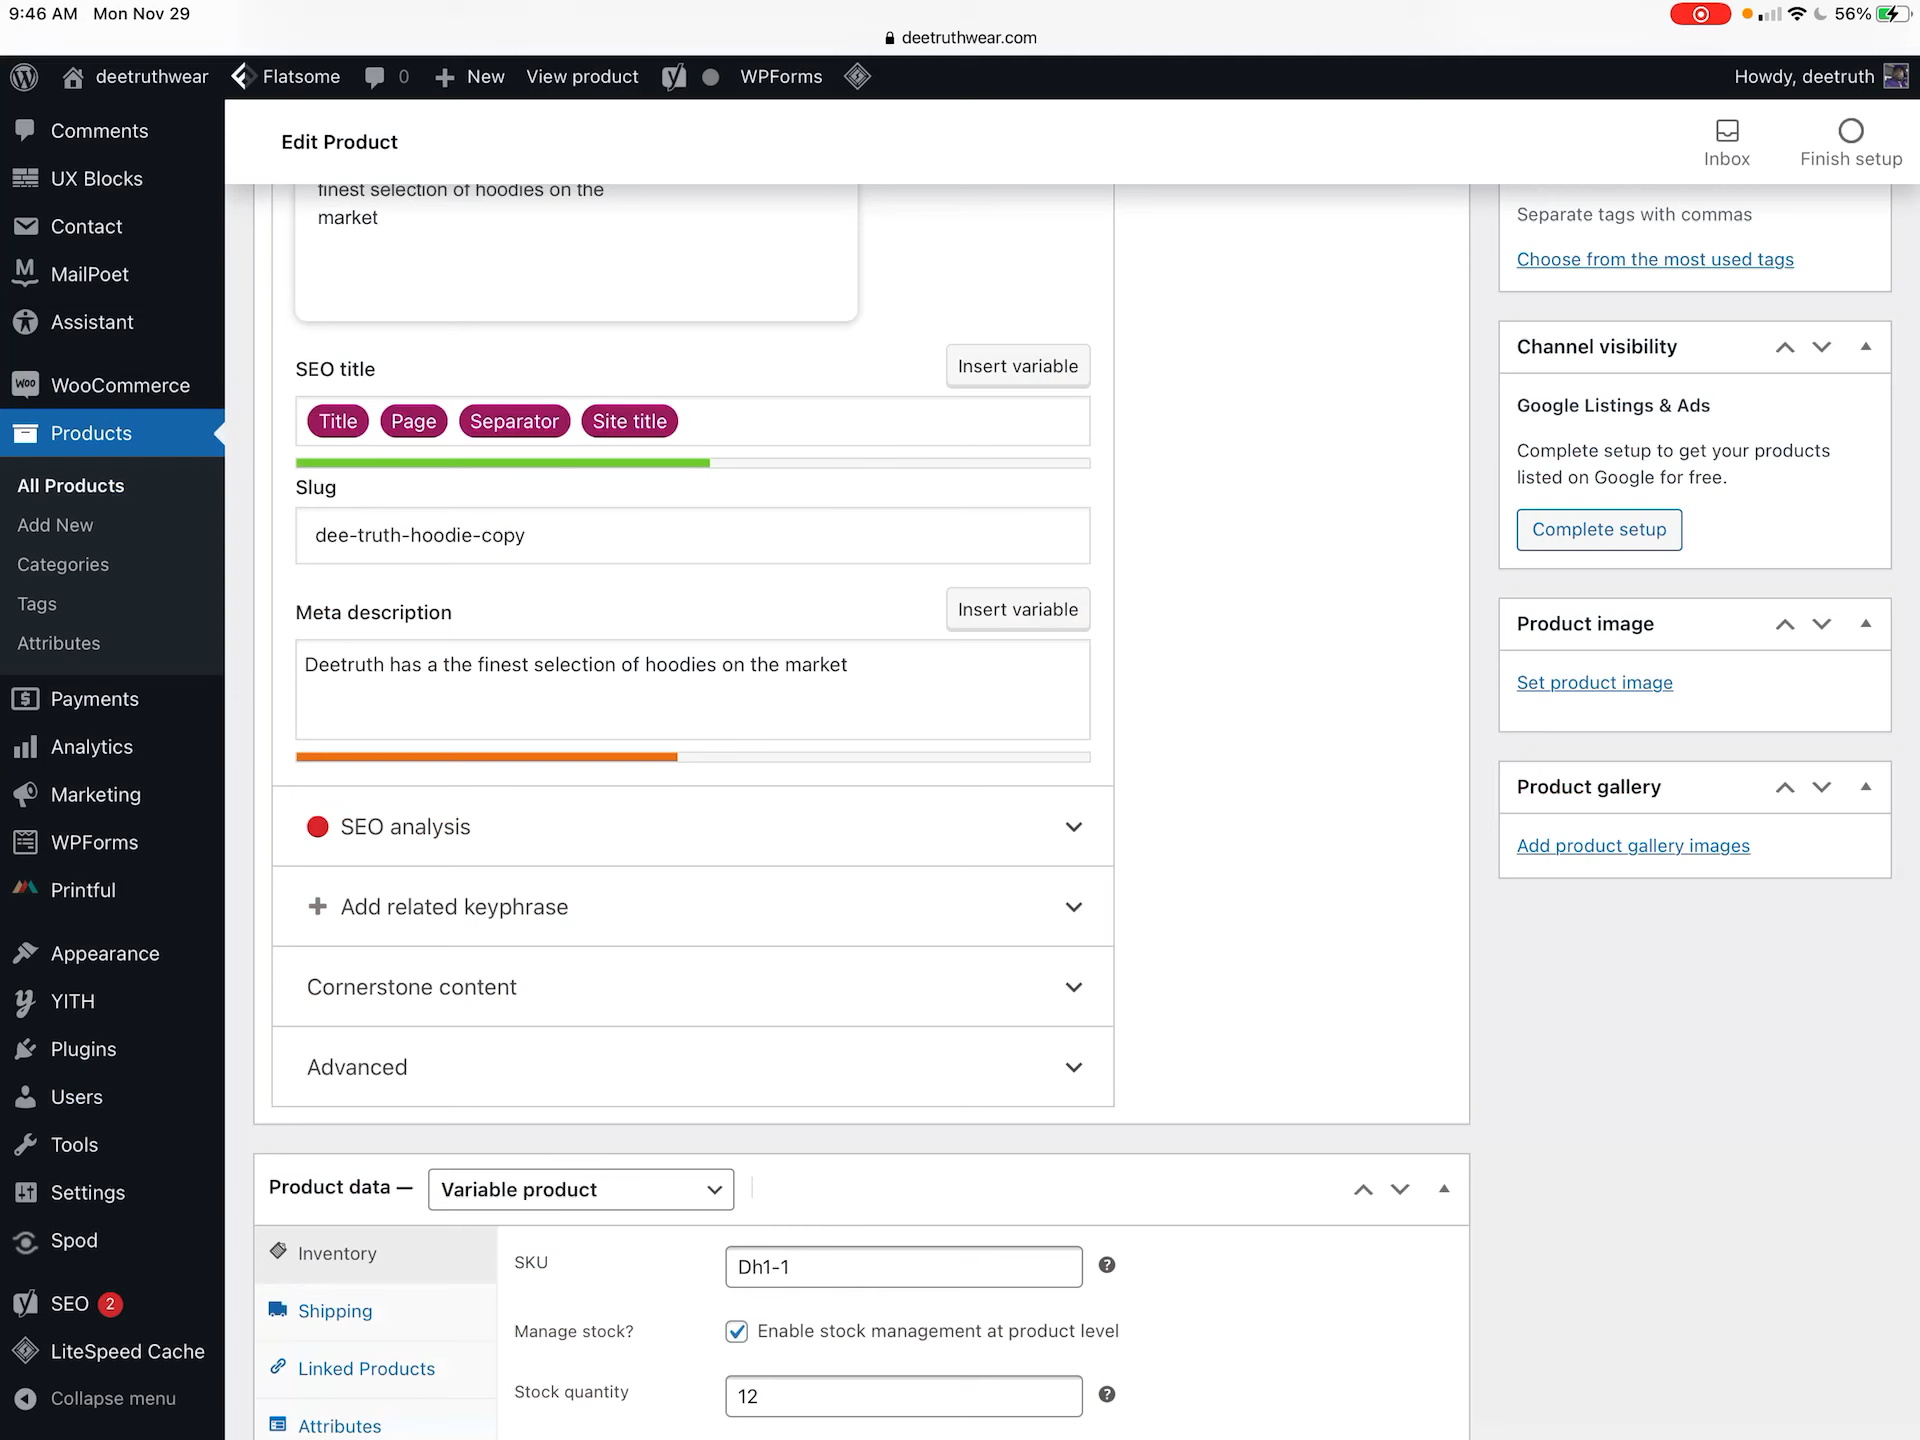 9:46 AM Mon Nov 29
56%
deetruthwear.com
deetruthwear
Flatsome
0
New
View product
WPForms
Howdy, deetruth
Comments
UX Blocks
Contact
MailPoet
Assistant
WooCommerce
Products
All Products
Add New
Categories
Tags
Attributes
Payments
Analytics
Marketing
WPForms
Printful
Appearance
YITH
Plugins
Users
Tools
Settings
Spod
SEO 2
LiteSpeed Cache
Collapse menu
Edit Product
Inbox
Finish setup
finest selection of hoodies on the
market
SEO title
Insert variable
Title Page Separator Site title
Slug
dee-truth-hoodie-copy
Meta description
Insert variable
Deetruth has a the finest selection of hoodies on the market
SEO analysis
Add related keyphrase
Cornerstone content
Advanced
Product data —
Variable product
Inventory
Shipping
Linked Products
Attributes
SKU
Dh1-1
Manage stock?
Enable stock management at product level
Stock quantity
12
Separate tags with commas
Choose from the most used tags
Channel visibility
Google Listings & Ads
Complete setup to get your products
listed on Google for free.
Complete setup
Product image
Set product image
Product gallery
Add product gallery images